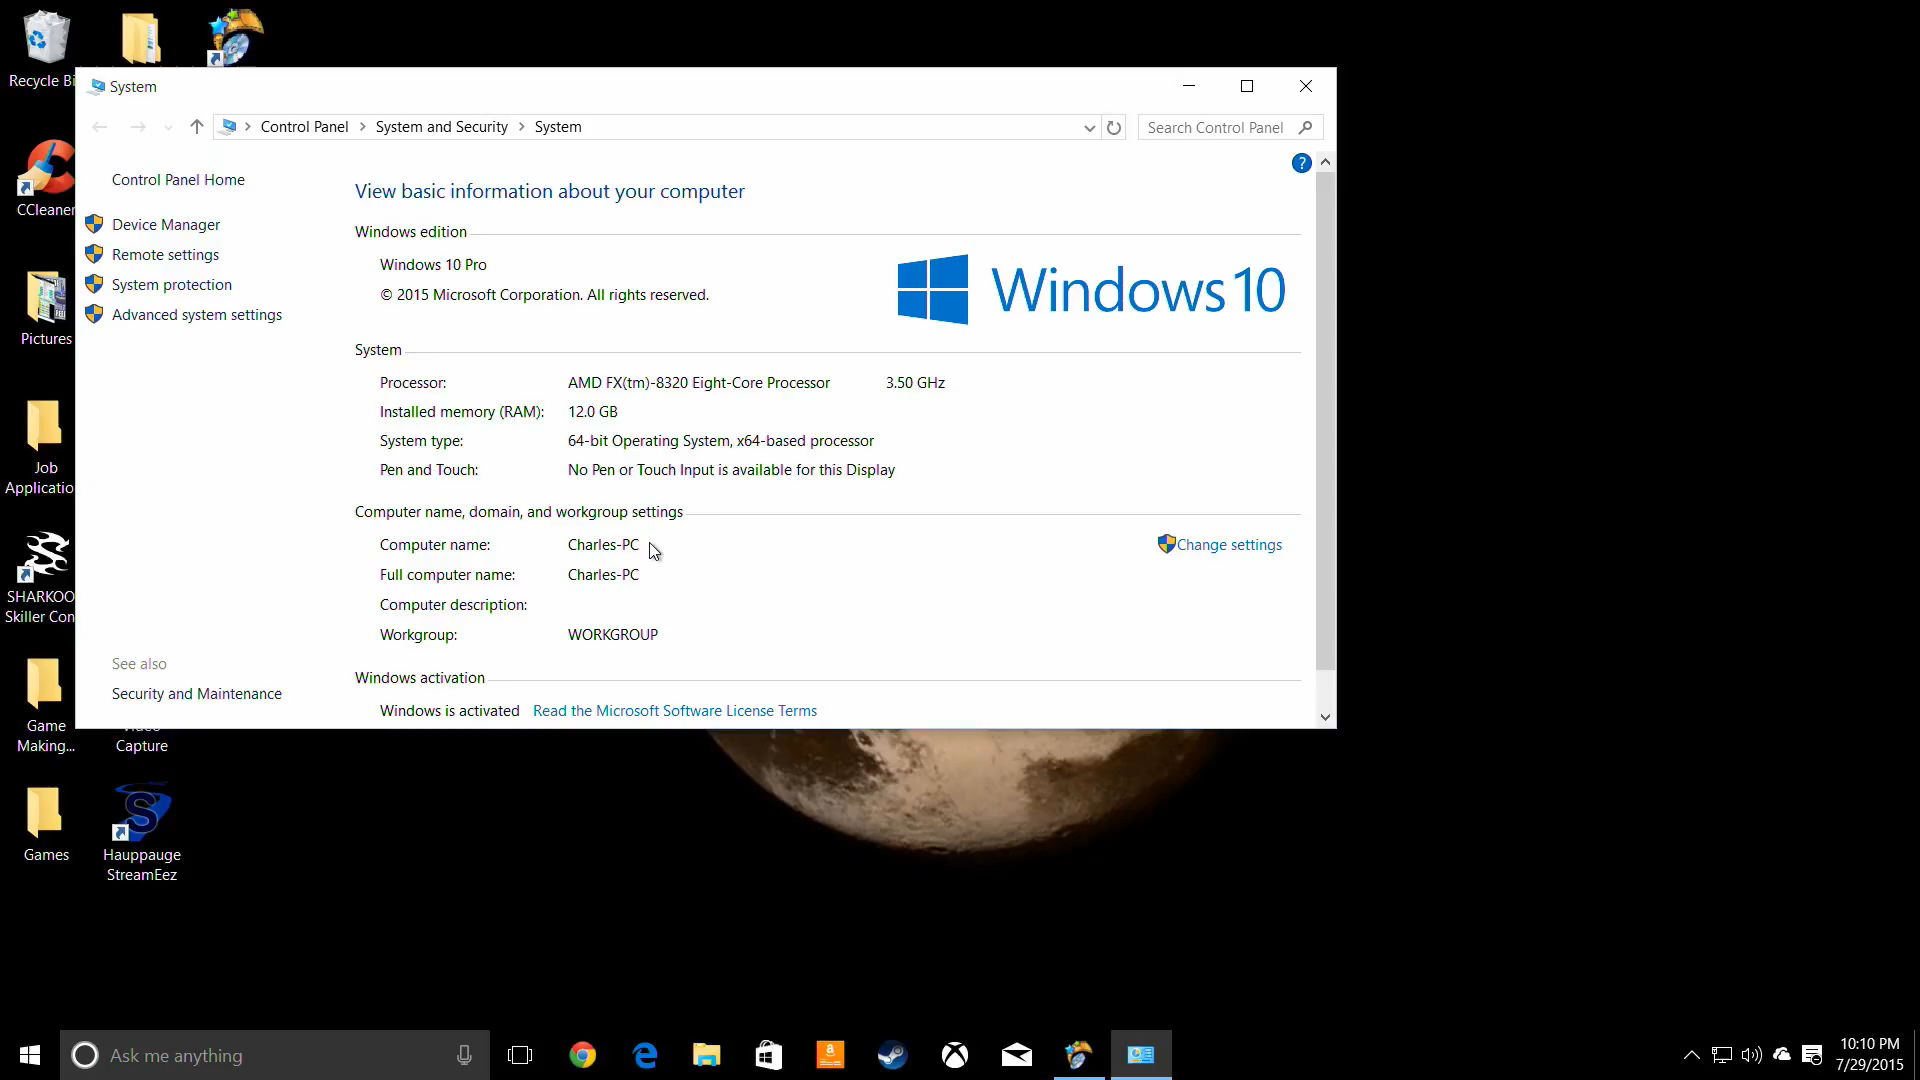 Recycle Bi
System
Control Panel > System and Security > System
Search Control Panel
Control Panel Home
Device Manager
Remote settings
System protection
Advanced system settings
See also
Security and Maintenance
?
View basic information about your computer
Windows edition
Windows 10 Pro
© 2015 Microsoft Corporation. All rights reserved.
Windows 10
System
Processor: AMD FX(tm)-8320 Eight-Core Processor 3.50 GHz
Installed memory (RAM): 12.0 GB
System type: 64-bit Operating System, x64-based processor
Pen and Touch: No Pen or Touch Input is available for this Display
Computer name, domain, and workgroup settings
Computer name: Charles-PC
Change settings
Full computer name: Charles-PC
Computer description:
Workgroup: WORKGROUP
Windows activation
Windows is activated Read the Microsoft Software License Terms
CCleaner
Pictures
Job
Applicatio
SHARKOO
Skiller Con
Game
Making...
Video
Capture
Games
Hauppauge
StreamEez
Ask me anything
10:10 PM
7/29/2015